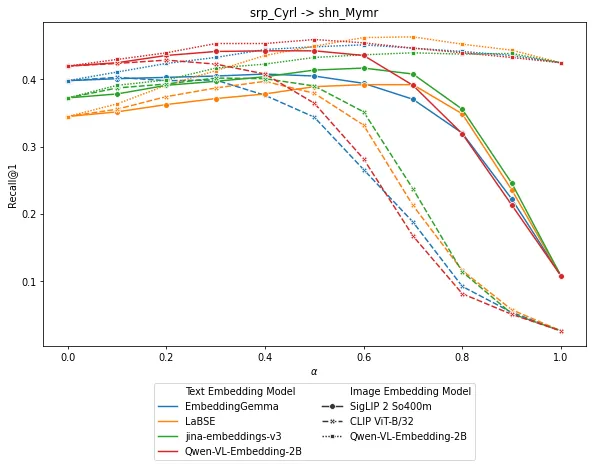 srp_Cyrl -> shn_Mymr
Recall@1
0.4
0.3
0.2
0.1
0.0 0.2 0.4 0.6 0.8 1.0
α
Text Embedding Model Image Embedding Model
EmbeddingGemma SigLIP 2 So400m
LaBSE CLIP ViT-B/32
jina-embeddings-v3 Qwen-VL-Embedding-2B
Qwen-VL-Embedding-2B